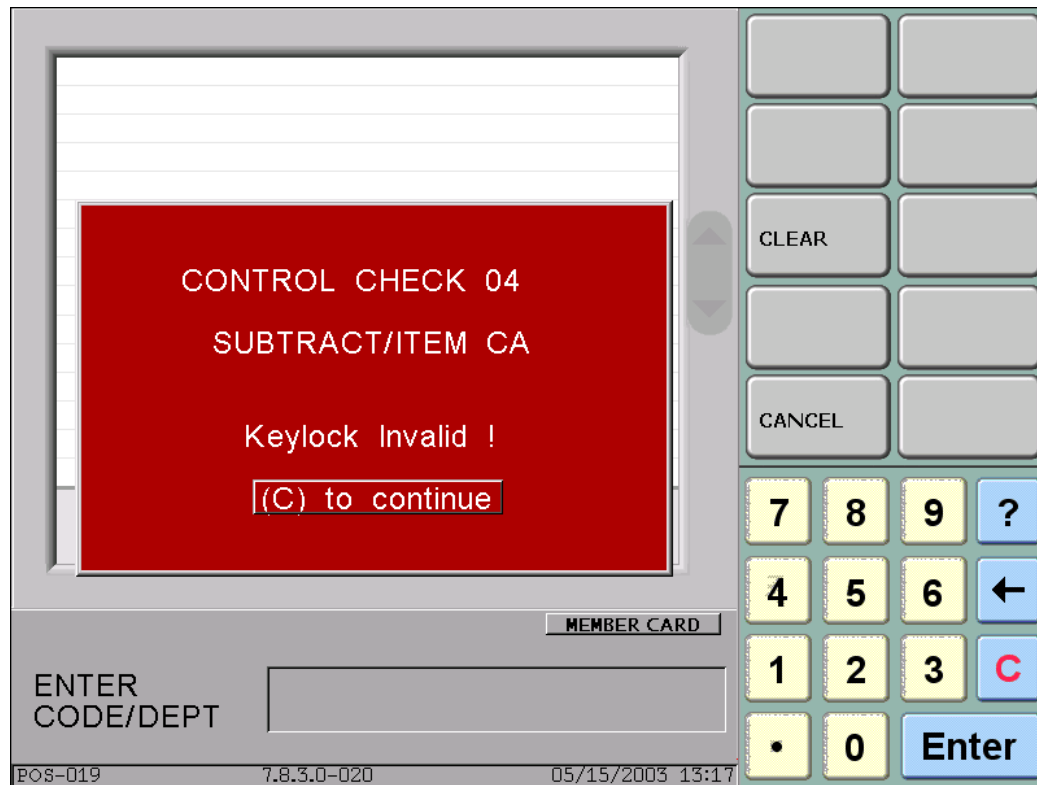 CONTROL CHECK 04
SUBTRACT/ITEM CA
Keylock Invalid !
(C) to continue
MEMBER CARD
ENTER
CODE/DEPT
POS-019 7.8.3.0-020 05/15/2003 13:17
CLEAR
CANCEL
7 8 9 ?
4 5 6 ←
1 2 3 C
. 0 Enter